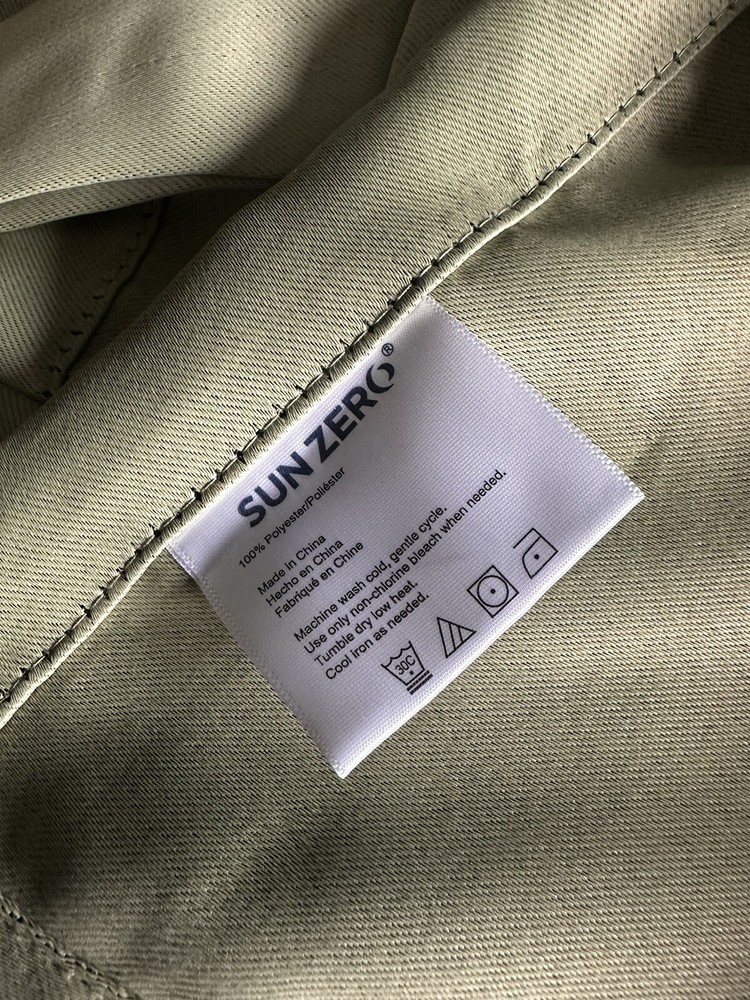 SUN ZERO®
100% Polyester/Poliéster
Made in China
Hecho en China
Fabriqué en Chine
Machine wash cold, gentle cycle.
Use only non-chlorine bleach when needed.
Tumble dry low heat.
Cool iron as needed.
30C